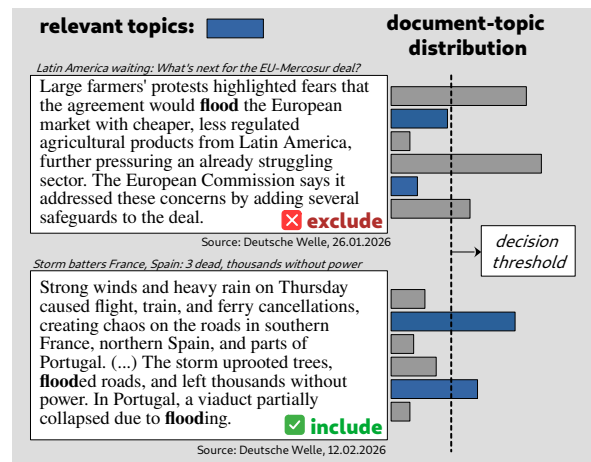 relevant topics:
document-topic
distribution
Latin America waiting: What's next for the EU-Mercosur deal?
Large farmers' protests highlighted fears that
the agreement would flood the European
market with cheaper, less regulated
agricultural products from Latin America,
further pressuring an already struggling
sector. The European Commission says it
addressed these concerns by adding several
safeguards to the deal.
exclude
Source: Deutsche Welle, 26.01.2026
decision
threshold
Storm batters France, Spain: 3 dead, thousands without power
Strong winds and heavy rain on Thursday
caused flight, train, and ferry cancellations,
creating chaos on the roads in southern
France, northern Spain, and parts of
Portugal. (...) The storm uprooted trees,
flooded roads, and left thousands without
power. In Portugal, a viaduct partially
collapsed due to flooding.
include
Source: Deutsche Welle, 12.02.2026